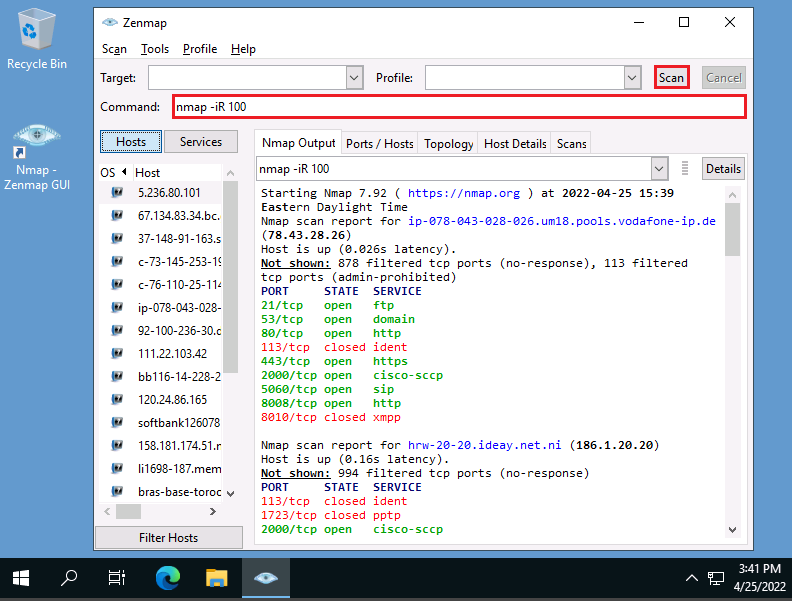 Recycle Bin
Nmap -
Zenmap GUI
Zenmap
Scan Tools Profile Help
Target: Profile: Scan Cancel
Command: nmap -iR 100
Hosts Services
OS Host
5.236.80.101
67.134.83.34.bc.
37-148-91-163.s
c-73-145-253-19
c-76-110-25-114
ip-078-043-028-
92-100-236-30.c
111.22.103.42
bb116-14-228-2
120.24.86.165
softbank126078
158.181.174.51.r
li1698-187.mem
bras-base-toroc
Filter Hosts
Nmap Output Ports / Hosts Topology Host Details Scans
nmap -iR 100 Details
Starting Nmap 7.92 ( https://nmap.org ) at 2022-04-25 15:39
Eastern Daylight Time
Nmap scan report for ip-078-043-028-026.um18.pools.vodafone-ip.de
(78.43.28.26)
Host is up (0.026s latency).
Not shown: 878 filtered tcp ports (no-response), 113 filtered
tcp ports (admin-prohibited)
PORT STATE SERVICE
21/tcp open ftp
53/tcp open domain
80/tcp open http
113/tcp closed ident
443/tcp open https
2000/tcp open cisco-sccp
5060/tcp open sip
8008/tcp open http
8010/tcp closed xmpp
Nmap scan report for hrw-20-20.ideay.net.ni (186.1.20.20)
Host is up (0.16s latency).
Not shown: 994 filtered tcp ports (no-response)
PORT STATE SERVICE
113/tcp closed ident
1723/tcp closed pptp
2000/tcp open cisco-sccp
3:41 PM
4/25/2022